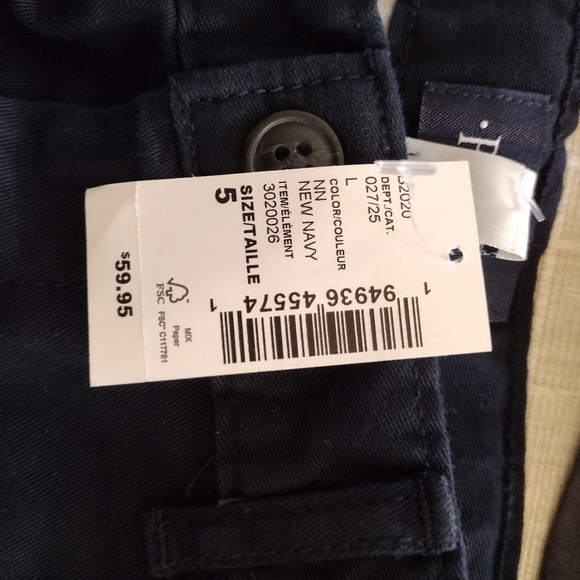 DEPT./CAT.
027/25
L
COLOR/COULEUR
NN
NEW NAVY
ITEM/ELÉMENT
3020026
SIZE/TAILLE
5
1 94936 45574 1
MIX
Paper
FSC
FSC® C117781
$59.95